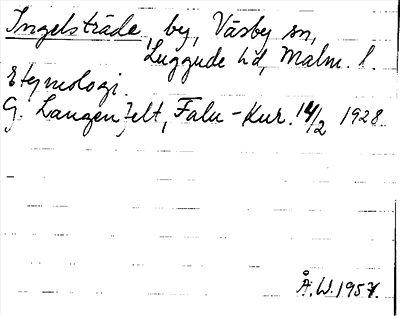 Ingelsträde, by, Väsby sn,
Luggude hd, Malm. l.
Etymologi.
G. Langenfelt, Falu-Kur. 14/2 1928.
Å.W. 1957.